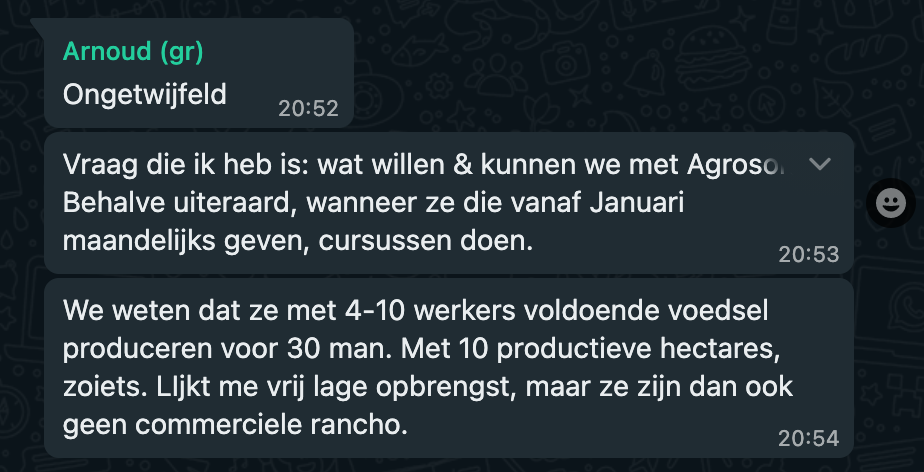 Arnoud (gr)
Ongetwijfeld
20:52
Vraag die ik heb is: wat willen & kunnen we met
Behalve uiteraard, wanneer ze die vanaf Januari
maandelijks geven, cursussen doen.
20:53
We weten dat ze met 4-10 werkers voldoende voedsel
produceren voor 30 man. Met 10 productieve hectares,
zoiets. LIjkt me vrij lage opbrengst, maar ze zijn dan ook
geen commerciele rancho.
20:54